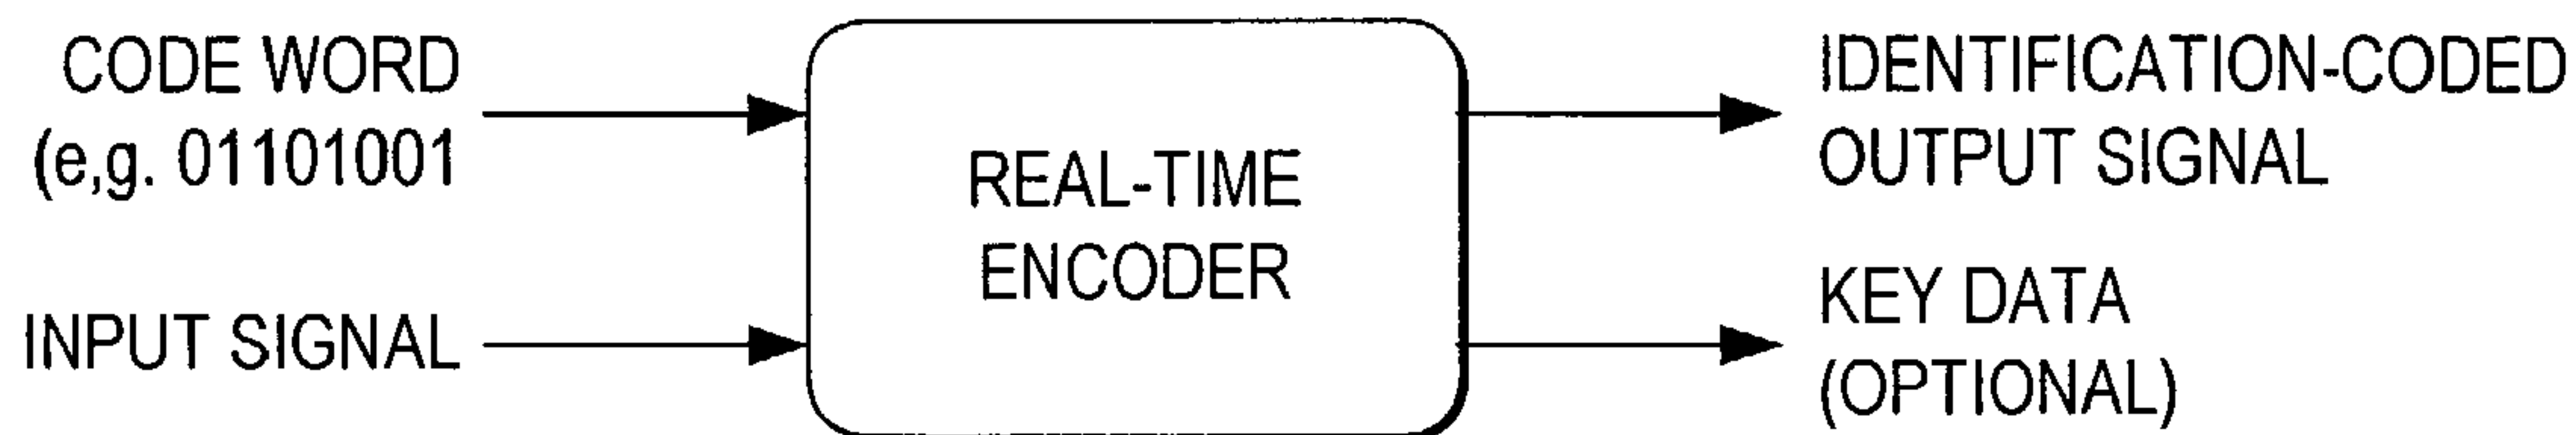 CODE WORD
(e,g. 01101001
INPUT SIGNAL
REAL-TIME
ENCODER
IDENTIFICATION-CODED
OUTPUT SIGNAL
KEY DATA
(OPTIONAL)